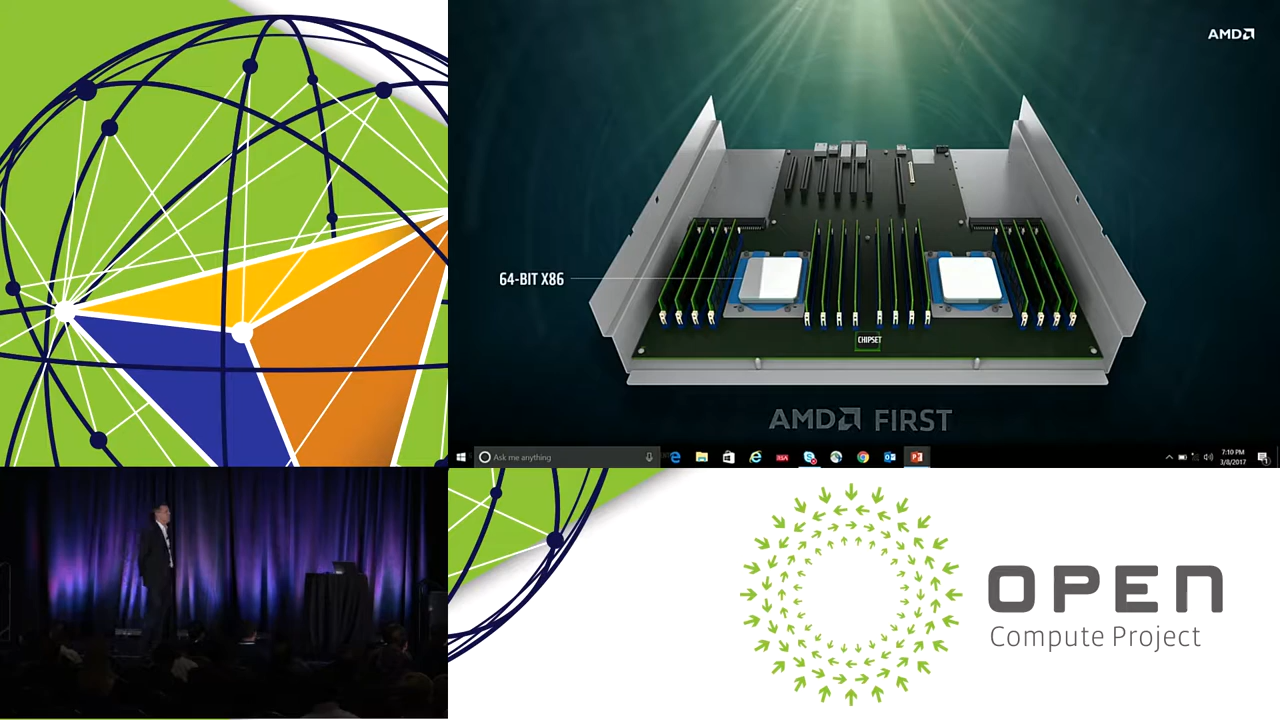 AMD
64-BIT X86
CHIPSET
AMD FIRST
Ask me anything
RSA
7:10 PM
3/8/2017
OPEN
Compute Project